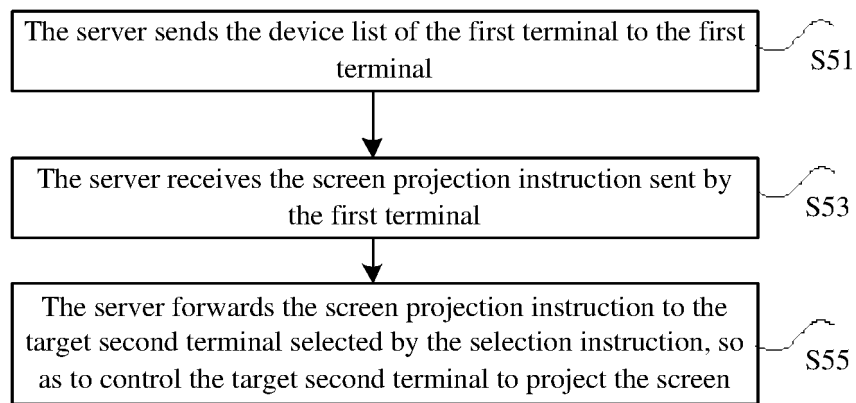 The server sends the device list of the first terminal to the first
terminal
S51
The server receives the screen projection instruction sent by
the first terminal
S53
The server forwards the screen projection instruction to the
target second terminal selected by the selection instruction, so
as to control the target second terminal to project the screen
S55